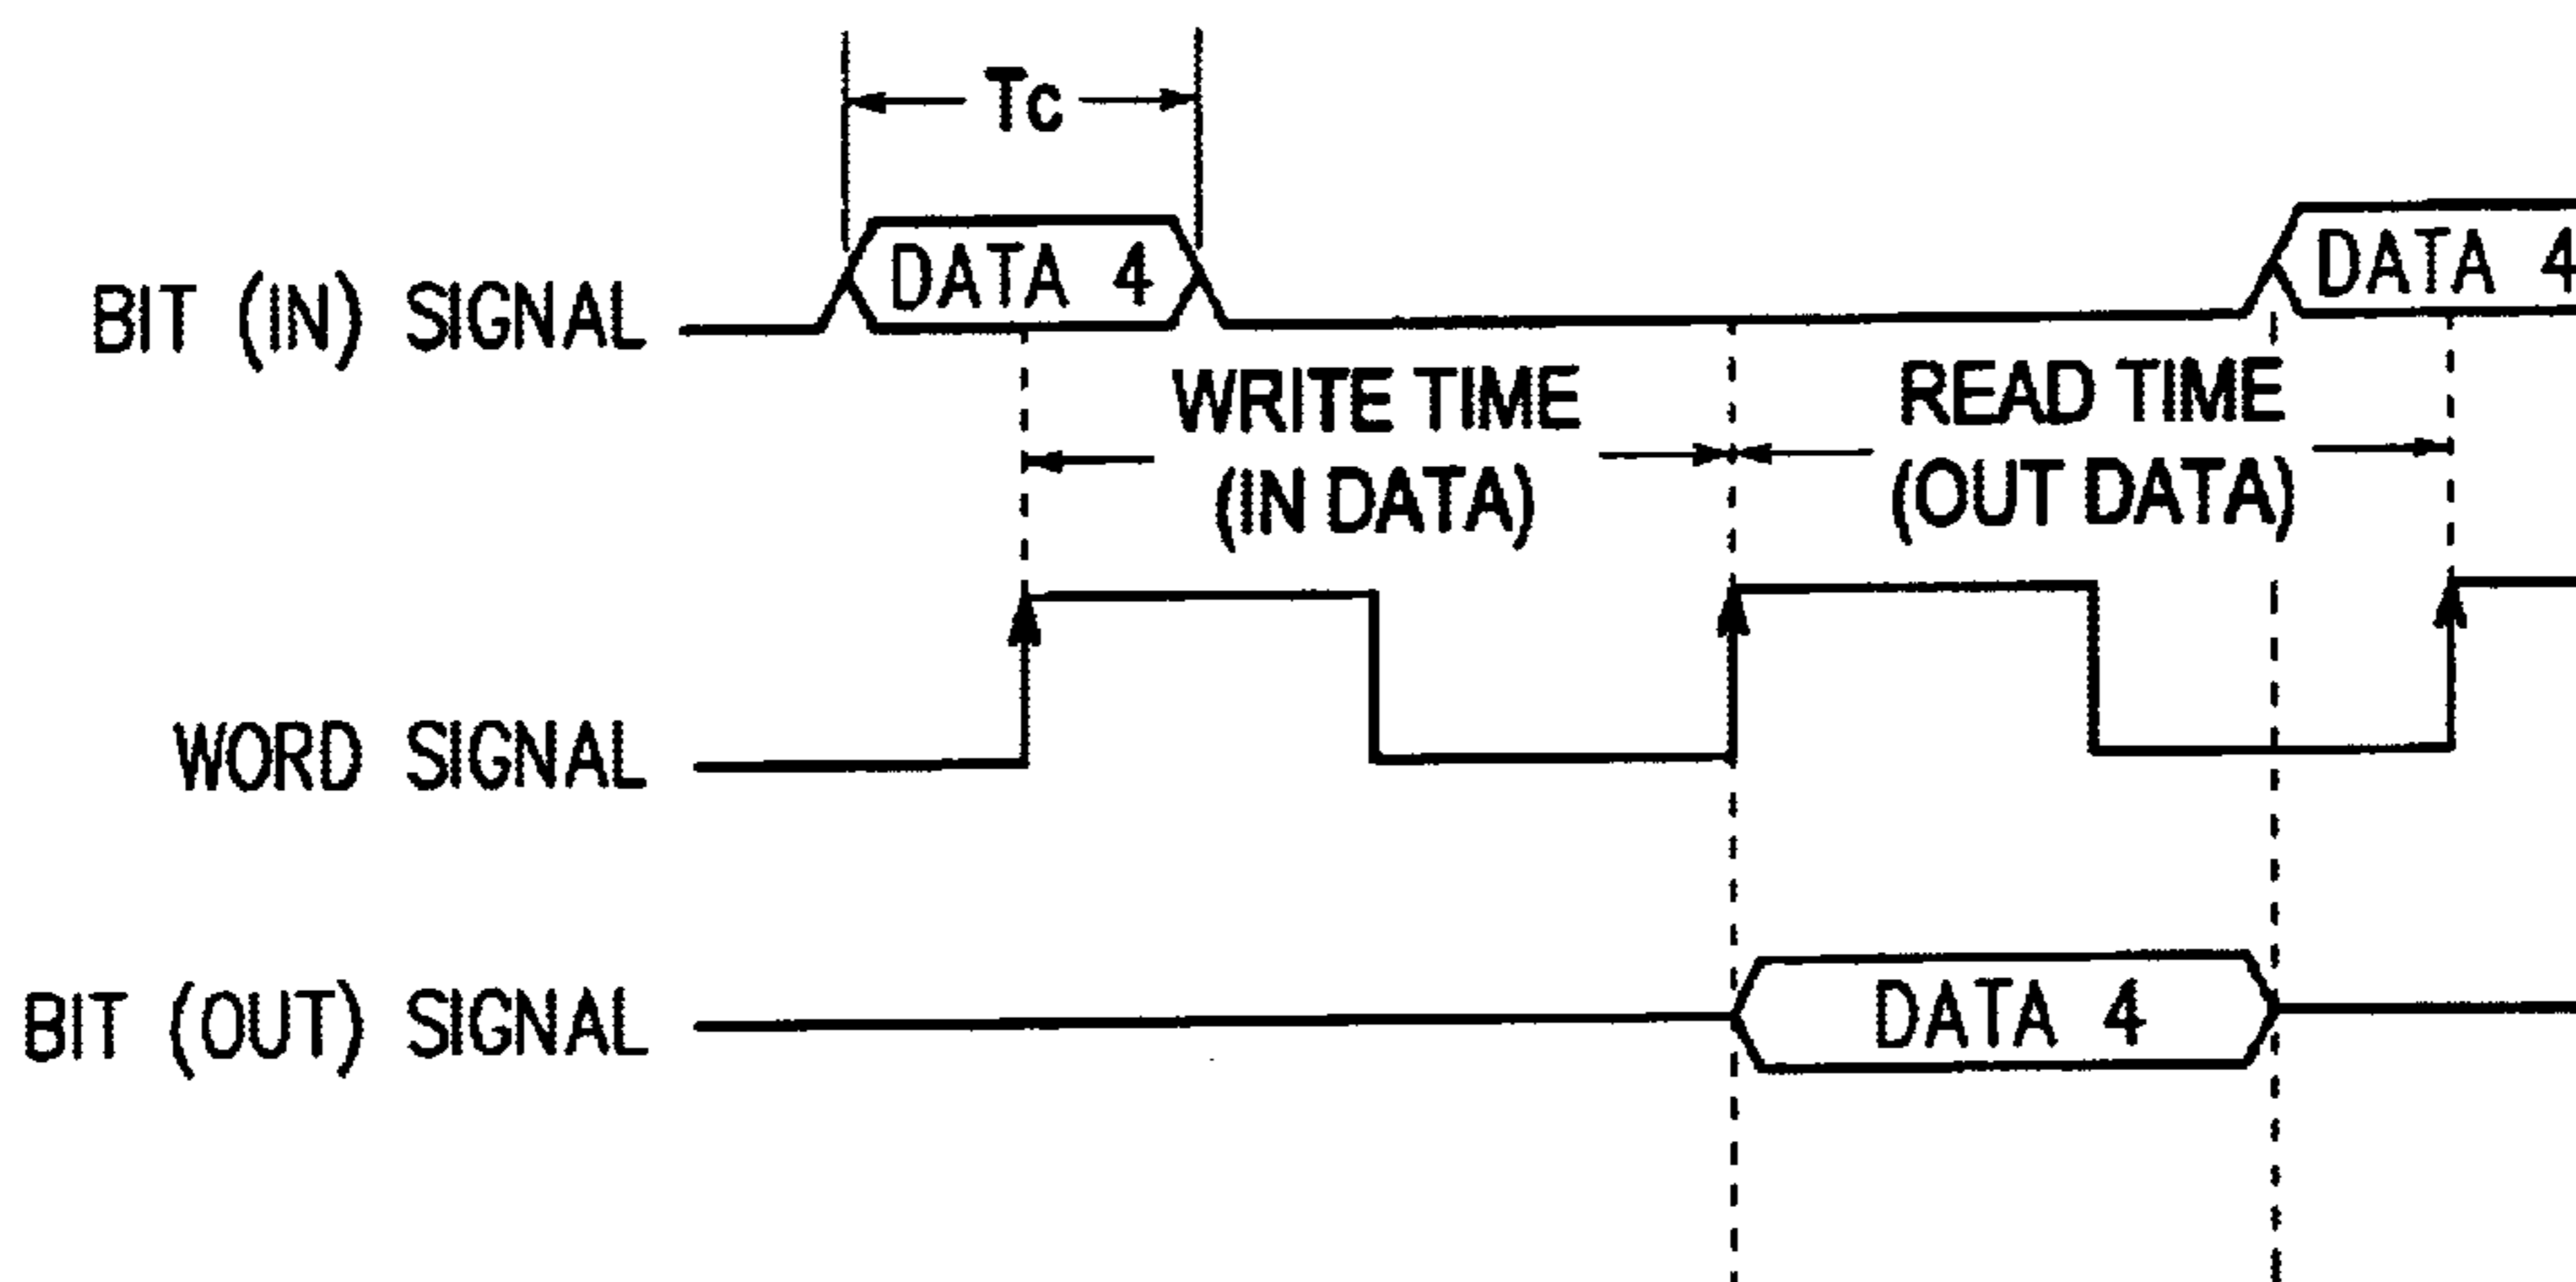 Tc
BIT (IN) SIGNAL
DATA 4
DATA 4
WRITE TIME
(IN DATA)
READ TIME
(OUT DATA)
WORD SIGNAL
BIT (OUT) SIGNAL
DATA 4